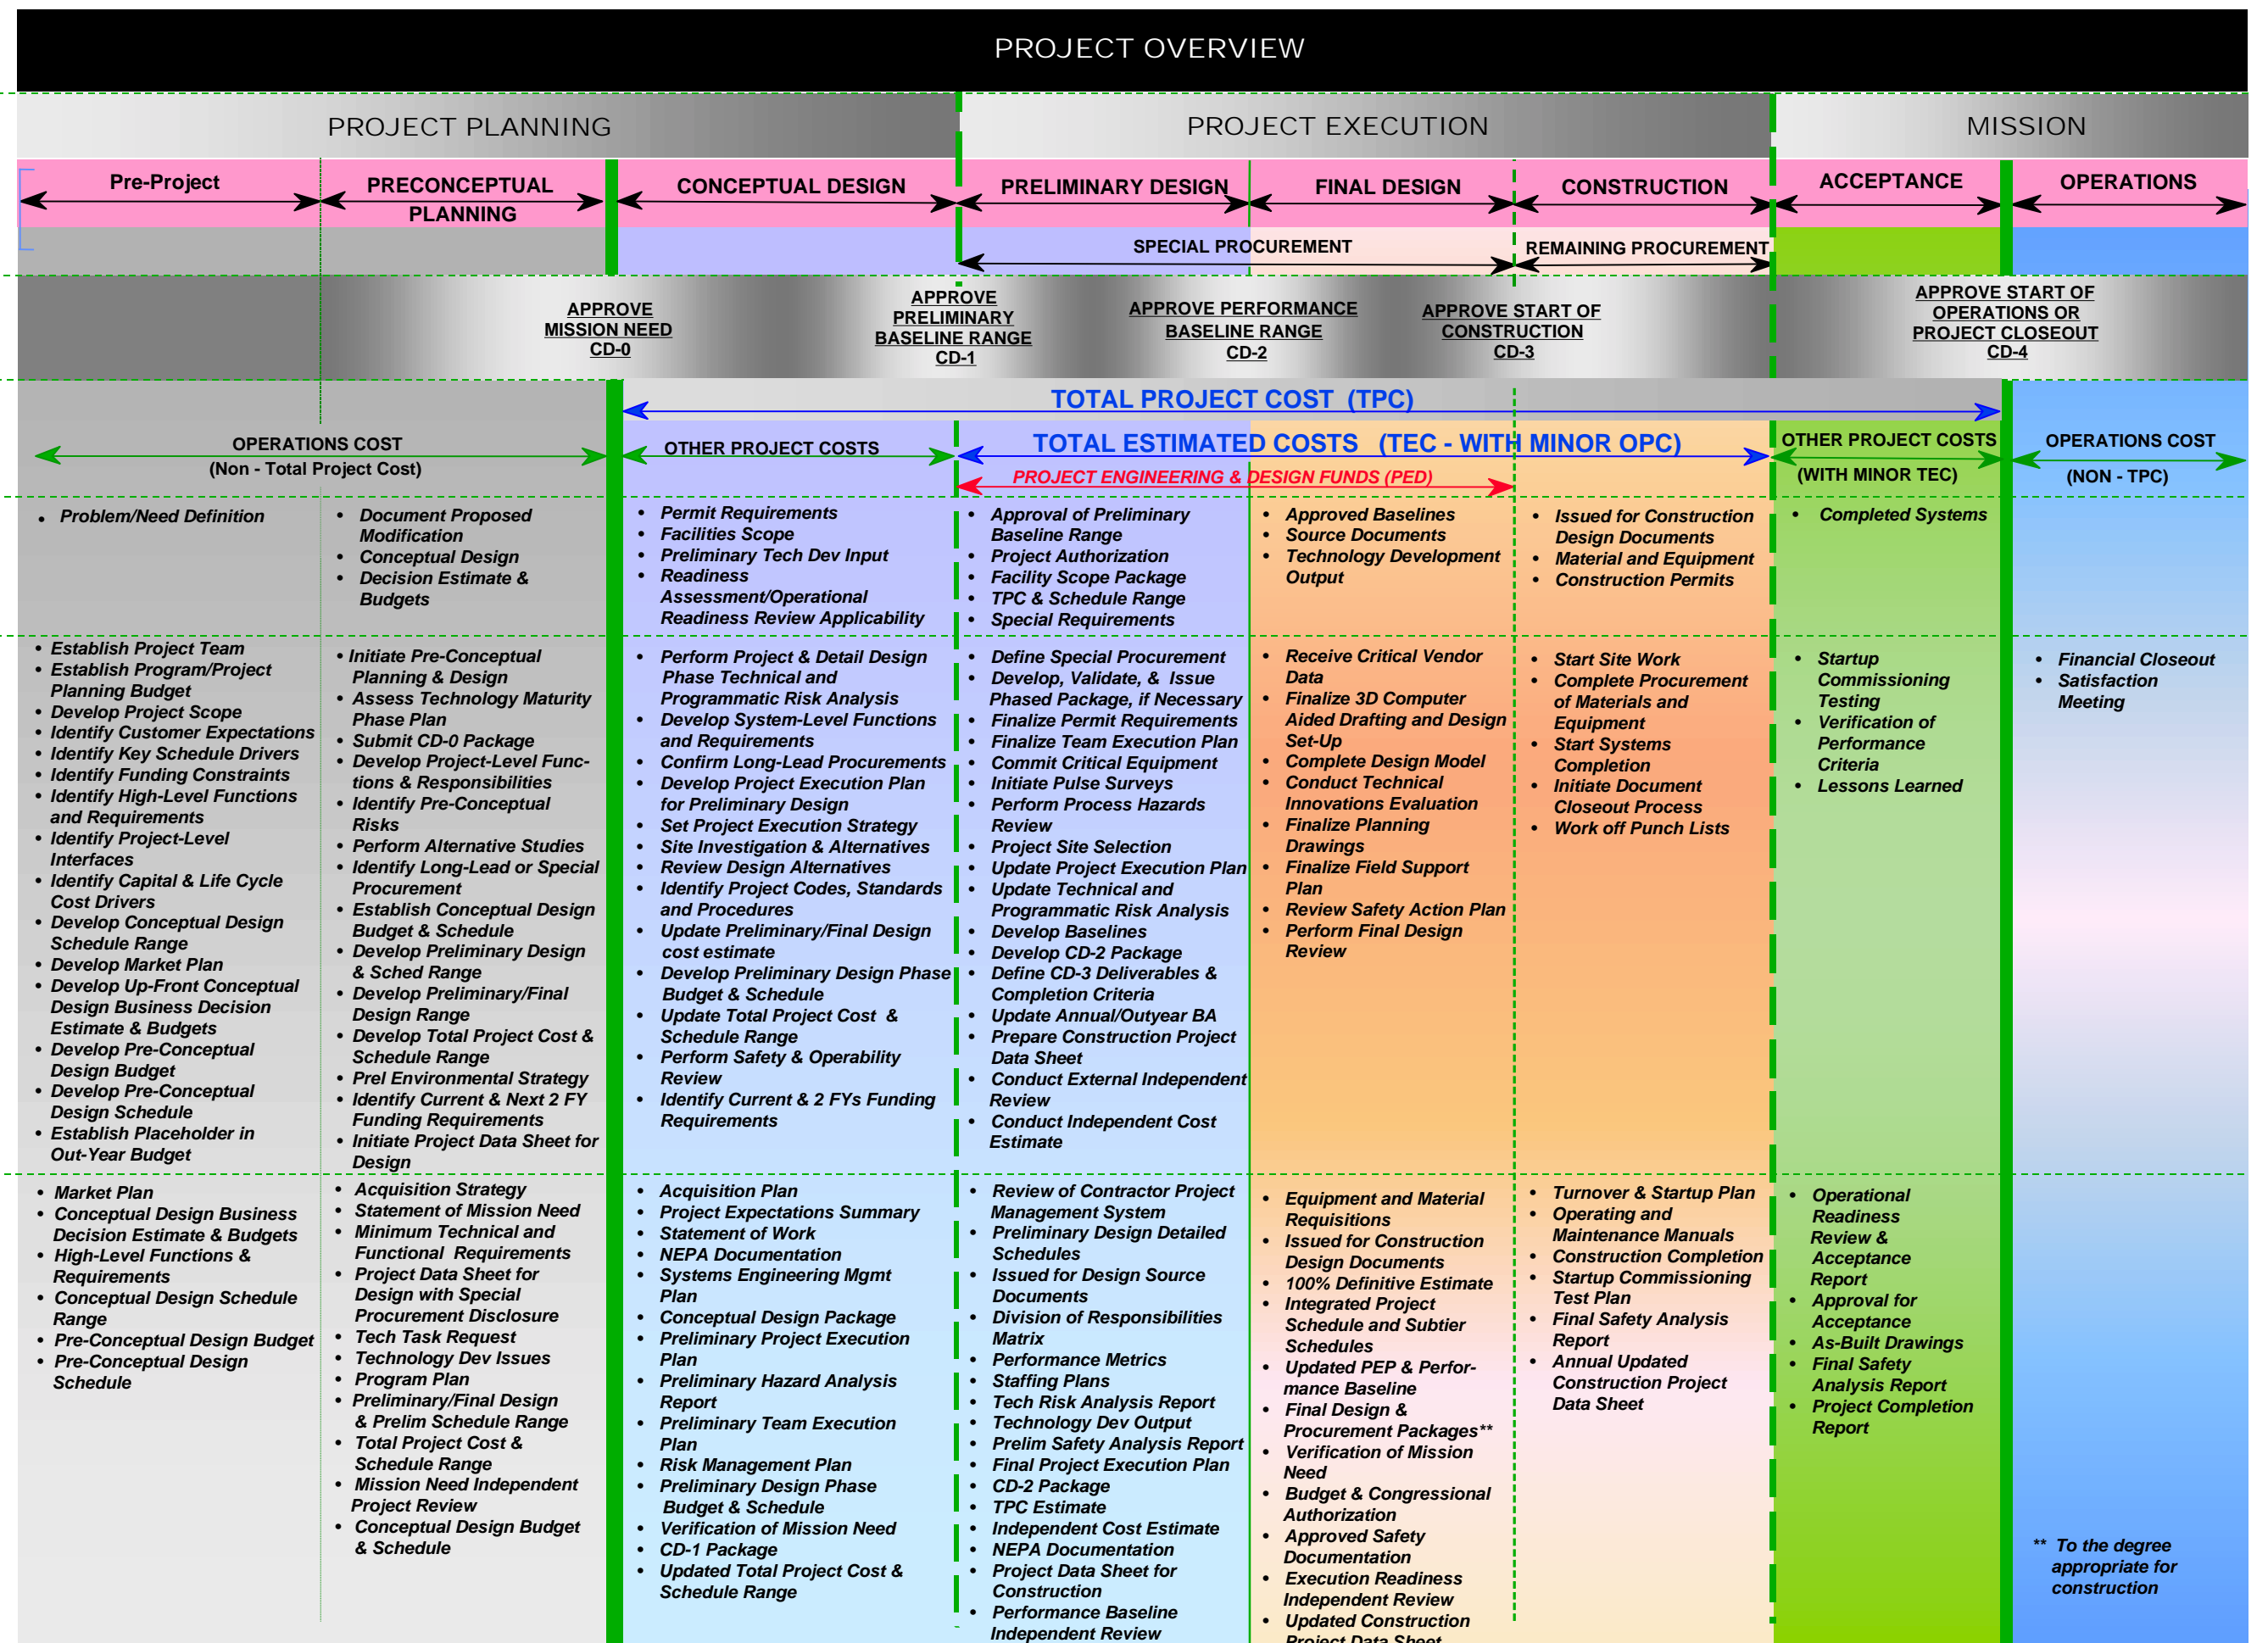 PROJECT OVERVIEW
PROJECT PLANNING
PROJECT EXECUTION
MISSION
Pre-Project
PRECONCEPTUAL
PLANNING
CONCEPTUAL DESIGN
PRELIMINARY DESIGN
FINAL DESIGN
CONSTRUCTION
ACCEPTANCE
OPERATIONS
SPECIAL PROCUREMENT
REMAINING PROCUREMENT
APPROVE
MISSION NEED
CD-0
APPROVE
PRELIMINARY
BASELINE RANGE
CD-1
APPROVE PERFORMANCE
BASELINE RANGE
CD-2
APPROVE START OF
CONSTRUCTION
CD-3
APPROVE START OF
OPERATIONS OR
PROJECT CLOSEOUT
CD-4
TOTAL PROJECT COST (TPC)
OPERATIONS COST
(Non - Total Project Cost)
OTHER PROJECT COSTS
TOTAL ESTIMATED COSTS (TEC - WITH MINOR OPC)
PROJECT ENGINEERING & DESIGN FUNDS (PED)
OTHER PROJECT COSTS
(WITH MINOR TEC)
OPERATIONS COST
(NON - TPC)
• Problem/Need Definition
• Document Proposed
Modification
• Conceptual Design
• Decision Estimate &
Budgets
• Permit Requirements
• Facilities Scope
• Preliminary Tech Dev Input
• Readiness
Assessment/Operational
Readiness Review Applicability
• Approval of Preliminary
Baseline Range
• Project Authorization
• Facility Scope Package
• TPC & Schedule Range
• Special Requirements
• Approved Baselines
• Source Documents
• Technology Development
Output
• Issued for Construction
Design Documents
• Material and Equipment
• Construction Permits
• Completed Systems
• Establish Project Team
• Establish Program/Project
Planning Budget
• Develop Project Scope
• Identify Customer Expectations
• Identify Key Schedule Drivers
• Identify Funding Constraints
• Identify High-Level Functions
and Requirements
• Identify Project-Level
Interfaces
• Identify Capital & Life Cycle
Cost Drivers
• Develop Conceptual Design
Schedule Range
• Develop Market Plan
• Develop Up-Front Conceptual
Design Business Decision
Estimate & Budgets
• Develop Pre-Conceptual
Design Budget
• Develop Pre-Conceptual
Design Schedule
• Establish Placeholder in
Out-Year Budget
• Initiate Pre-Conceptual
Planning & Design
• Assess Technology Maturity
Phase Plan
• Submit CD-0 Package
• Develop Project-Level Func-
tions & Responsibilities
• Identify Pre-Conceptual
Risks
• Perform Alternative Studies
• Identify Long-Lead or Special
Procurement
• Establish Conceptual Design
Budget & Schedule
• Develop Preliminary Design
& Sched Range
• Develop Preliminary/Final
Design Range
• Develop Total Project Cost &
Schedule Range
• Prel Environmental Strategy
• Identify Current & Next 2 FY
Funding Requirements
• Initiate Project Data Sheet for
Design
• Perform Project & Detail Design
Phase Technical and
Programmatic Risk Analysis
• Develop System-Level Functions
and Requirements
• Confirm Long-Lead Procurements
• Develop Project Execution Plan
for Preliminary Design
• Set Project Execution Strategy
• Site Investigation & Alternatives
• Review Design Alternatives
• Identify Project Codes, Standards
and Procedures
• Update Preliminary/Final Design
cost estimate
• Develop Preliminary Design Phase
Budget & Schedule
• Update Total Project Cost &
Schedule Range
• Perform Safety & Operability
Review
• Identify Current & 2 FYs Funding
Requirements
• Define Special Procurement
• Develop, Validate, & Issue
Phased Package, if Necessary
• Finalize Permit Requirements
• Finalize Team Execution Plan
• Commit Critical Equipment
• Initiate Pulse Surveys
• Perform Process Hazards
Review
• Project Site Selection
• Update Project Execution Plan
• Update Technical and
Programmatic Risk Analysis
• Develop Baselines
• Develop CD-2 Package
• Define CD-3 Deliverables &
Completion Criteria
• Update Annual/Outyear BA
• Prepare Construction Project
Data Sheet
• Conduct External Independent
Review
• Conduct Independent Cost
Estimate
• Receive Critical Vendor
Data
• Finalize 3D Computer
Aided Drafting and Design
Set-Up
• Complete Design Model
• Conduct Technical
Innovations Evaluation
• Finalize Planning
Drawings
• Finalize Field Support
Plan
• Review Safety Action Plan
• Perform Final Design
Review
• Start Site Work
• Complete Procurement
of Materials and
Equipment
• Start Systems
Completion
• Initiate Document
Closeout Process
• Work off Punch Lists
• Startup
Commissioning
Testing
• Verification of
Performance
Criteria
• Lessons Learned
• Financial Closeout
• Satisfaction
Meeting
• Market Plan
• Conceptual Design Business
Decision Estimate & Budgets
• High-Level Functions &
Requirements
• Conceptual Design Schedule
Range
• Pre-Conceptual Design Budget
• Pre-Conceptual Design
Schedule
• Acquisition Strategy
• Statement of Mission Need
• Minimum Technical and
Functional Requirements
• Project Data Sheet for
Design with Special
Procurement Disclosure
• Tech Task Request
• Technology Dev Issues
• Program Plan
• Preliminary/Final Design
& Prelim Schedule Range
• Total Project Cost &
Schedule Range
• Mission Need Independent
Project Review
• Conceptual Design Budget
& Schedule
• Acquisition Plan
• Project Expectations Summary
• Statement of Work
• NEPA Documentation
• Systems Engineering Mgmt
Plan
• Conceptual Design Package
• Preliminary Project Execution
Plan
• Preliminary Hazard Analysis
Report
• Preliminary Team Execution
Plan
• Risk Management Plan
• Preliminary Design Phase
Budget & Schedule
• Verification of Mission Need
• CD-1 Package
• Updated Total Project Cost &
Schedule Range
• Review of Contractor Project
Management System
• Preliminary Design Detailed
Schedules
• Issued for Design Source
Documents
• Division of Responsibilities
Matrix
• Performance Metrics
• Staffing Plans
• Tech Risk Analysis Report
• Technology Dev Output
• Prelim Safety Analysis Report
• Final Project Execution Plan
• CD-2 Package
• TPC Estimate
• Independent Cost Estimate
• NEPA Documentation
• Project Data Sheet for
Construction
• Performance Baseline
Independent Review
• Equipment and Material
Requisitions
• Issued for Construction
Design Documents
• 100% Definitive Estimate
• Integrated Project
Schedule and Subtier
Schedules
• Updated PEP & Perfor-
mance Baseline
• Final Design &
Procurement Packages**
• Verification of Mission
Need
• Budget & Congressional
Authorization
• Approved Safety
Documentation
• Execution Readiness
Independent Review
• Updated Construction
Project Data Sheet
• Turnover & Startup Plan
• Operating and
Maintenance Manuals
• Construction Completion
• Startup Commissioning
Test Plan
• Final Safety Analysis
Report
• Annual Updated
Construction Project
Data Sheet
• Operational
Readiness
Review &
Acceptance
Report
• Approval for
Acceptance
• As-Built Drawings
• Final Safety
Analysis Report
• Project Completion
Report
** To the degree
appropriate for
construction